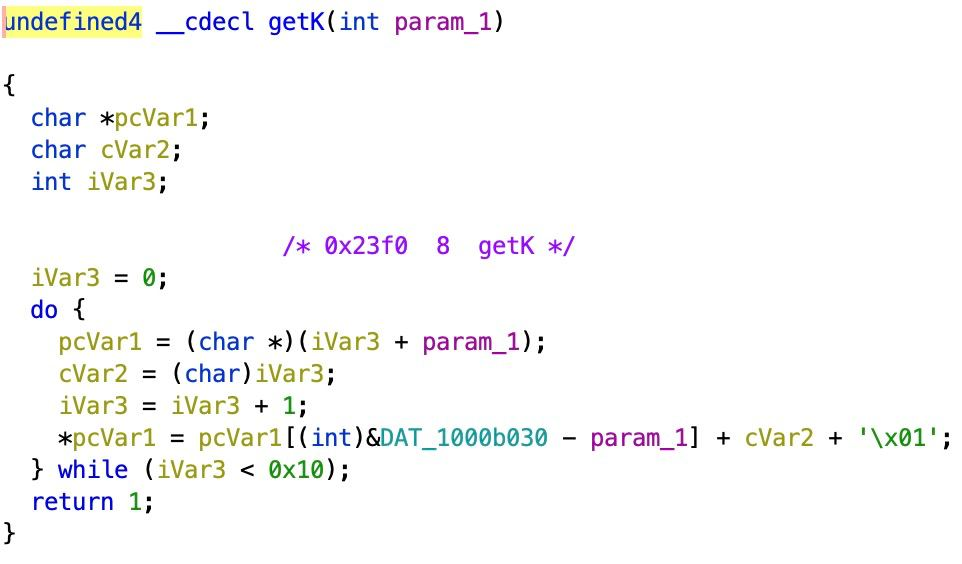 undefined4 __cdecl getK(int param_1)
{
char *pcVar1;
char cVar2;
int iVar3;
/* 0x23f0  8  getK */
iVar3 = 0;
do {
pcVar1 = (char *)(iVar3 + param_1);
cVar2 = (char)iVar3;
iVar3 = iVar3 + 1;
*pcVar1 = pcVar1[(int)&DAT_1000b030 - param_1] + cVar2 + '\x01';
} while (iVar3 < 0x10);
return 1;
}